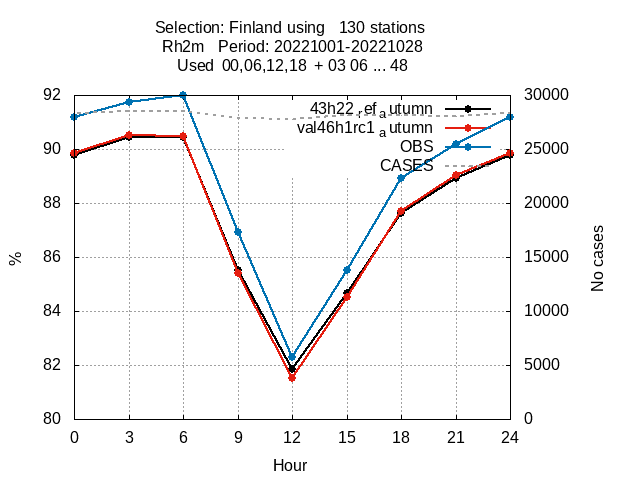 Selection: Finland using 130 stations
Rh2m Period: 20221001-20221028
Used 00,06,12,18 + 03 06 ... 48
43h22_ref_autumn
val46h1rc1_autumn
OBS
CASES
92
90
88
86
84
82
80
30000
25000
20000
15000
10000
5000
0
%
No cases
0 3 6 9 12 15 18 21 24
Hour